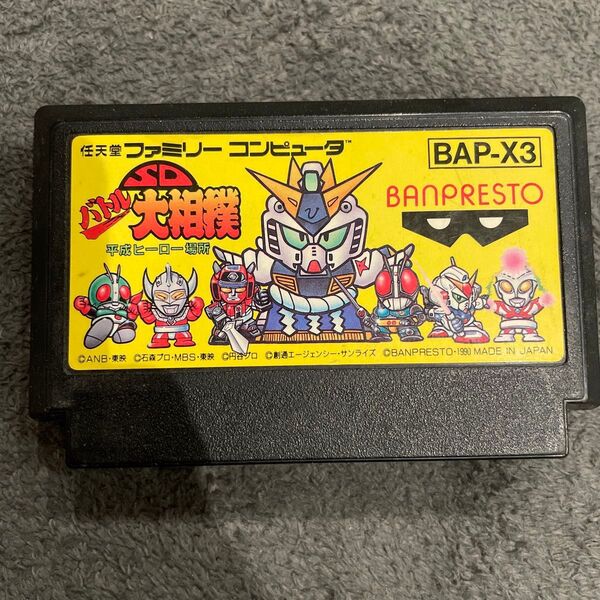 任天堂 ファミリー コンピュータ™
BAP-X3
SD
バトル大相撲
平成ヒーロー場所
BANPRESTO
©ANB・東映 ©石森プロ・MBS・東映 ©円谷プロ ©創通エージェンシー・サンライズ ©BANPRESTO・1990 MADE IN JAPAN